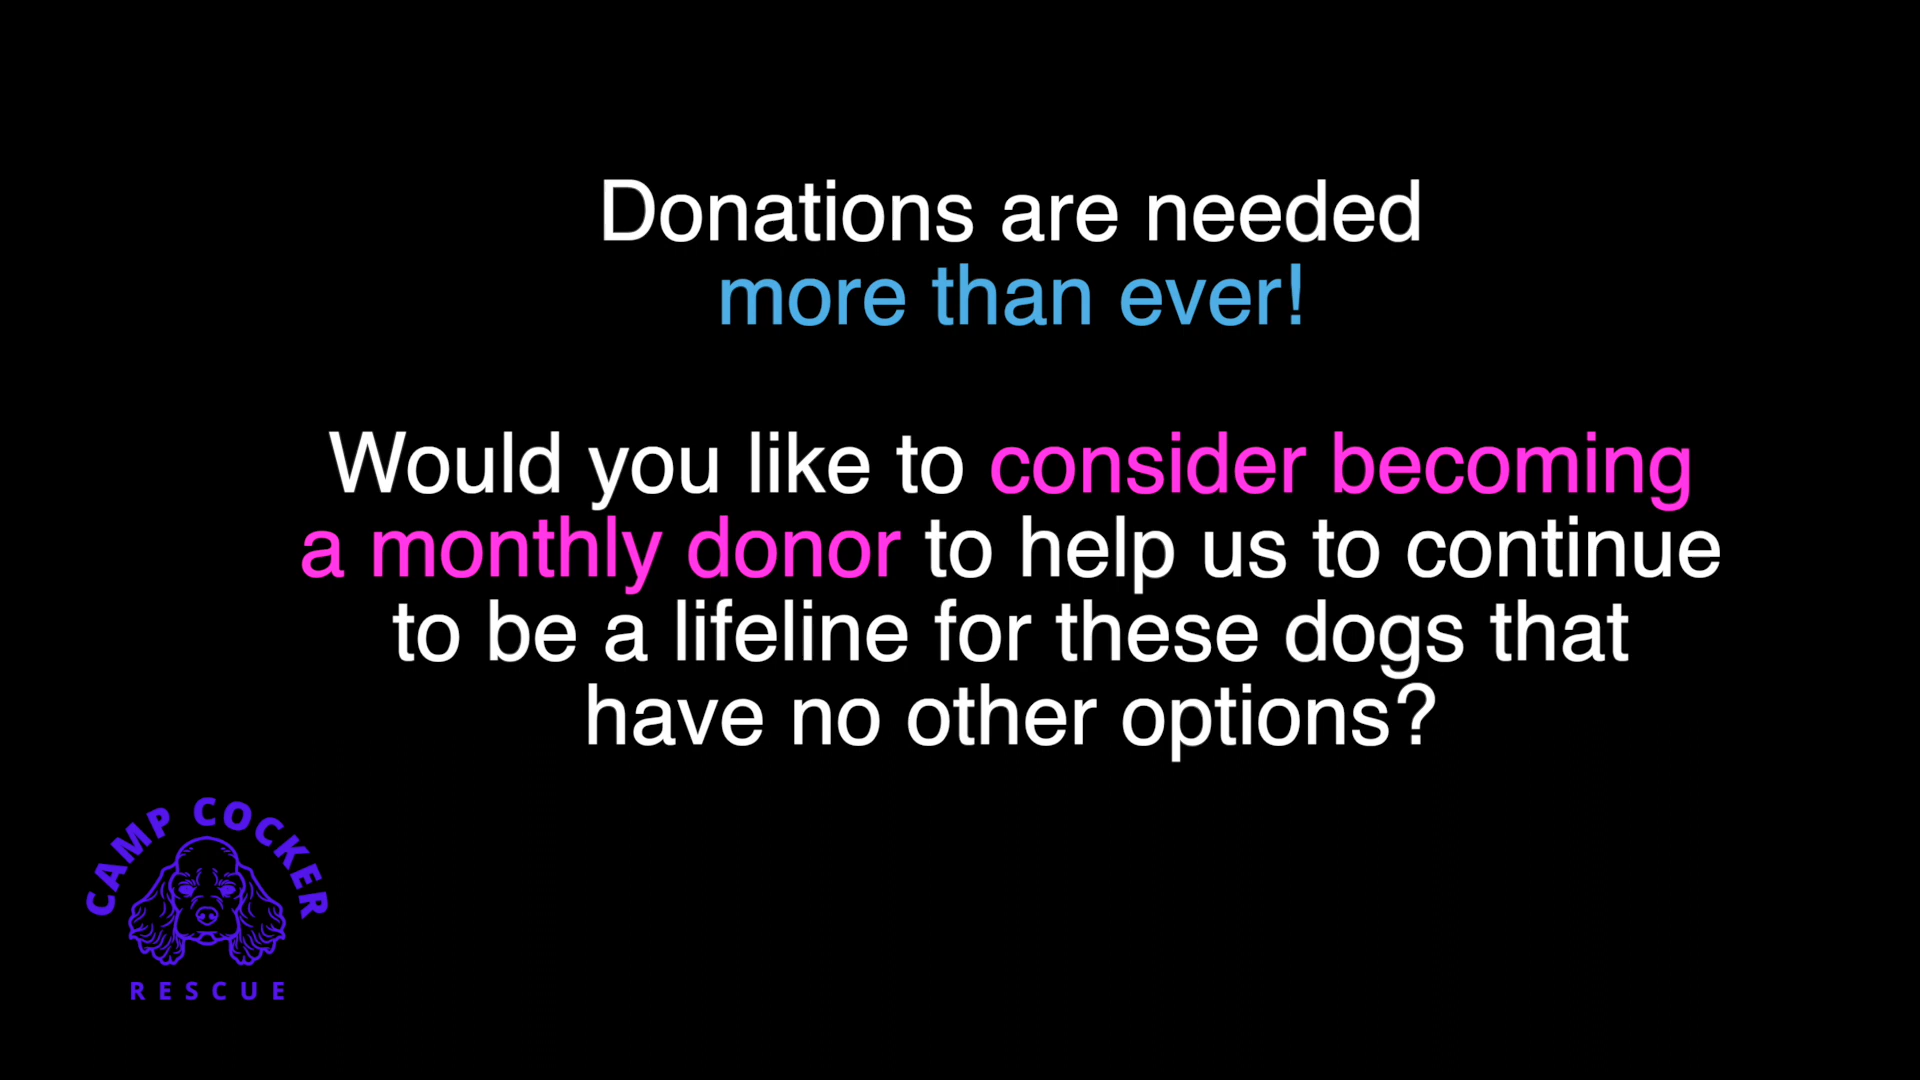 Donations are needed
more than ever!
Would you like to consider becoming
a monthly donor to help us to continue
to be a lifeline for these dogs that
have no other options?
CAMP COCKER
RESCUE